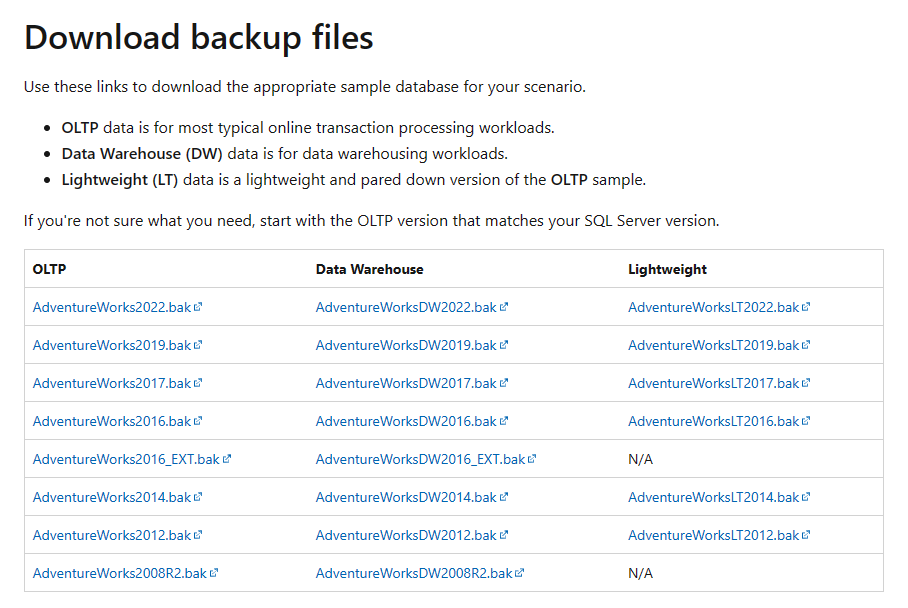 Download backup files
Use these links to download the appropriate sample database for your scenario.
OLTP data is for most typical online transaction processing workloads.
Data Warehouse (DW) data is for data warehousing workloads.
Lightweight (LT) data is a lightweight and pared down version of the OLTP sample.
If you're not sure what you need, start with the OLTP version that matches your SQL Server version.
OLTP Data Warehouse Lightweight
AdventureWorks2022.bak AdventureWorksDW2022.bak AdventureWorksLT2022.bak
AdventureWorks2019.bak AdventureWorksDW2019.bak AdventureWorksLT2019.bak
AdventureWorks2017.bak AdventureWorksDW2017.bak AdventureWorksLT2017.bak
AdventureWorks2016.bak AdventureWorksDW2016.bak AdventureWorksLT2016.bak
AdventureWorks2016_EXT.bak AdventureWorksDW2016_EXT.bak N/A
AdventureWorks2014.bak AdventureWorksDW2014.bak AdventureWorksLT2014.bak
AdventureWorks2012.bak AdventureWorksDW2012.bak AdventureWorksLT2012.bak
AdventureWorks2008R2.bak AdventureWorksDW2008R2.bak N/A